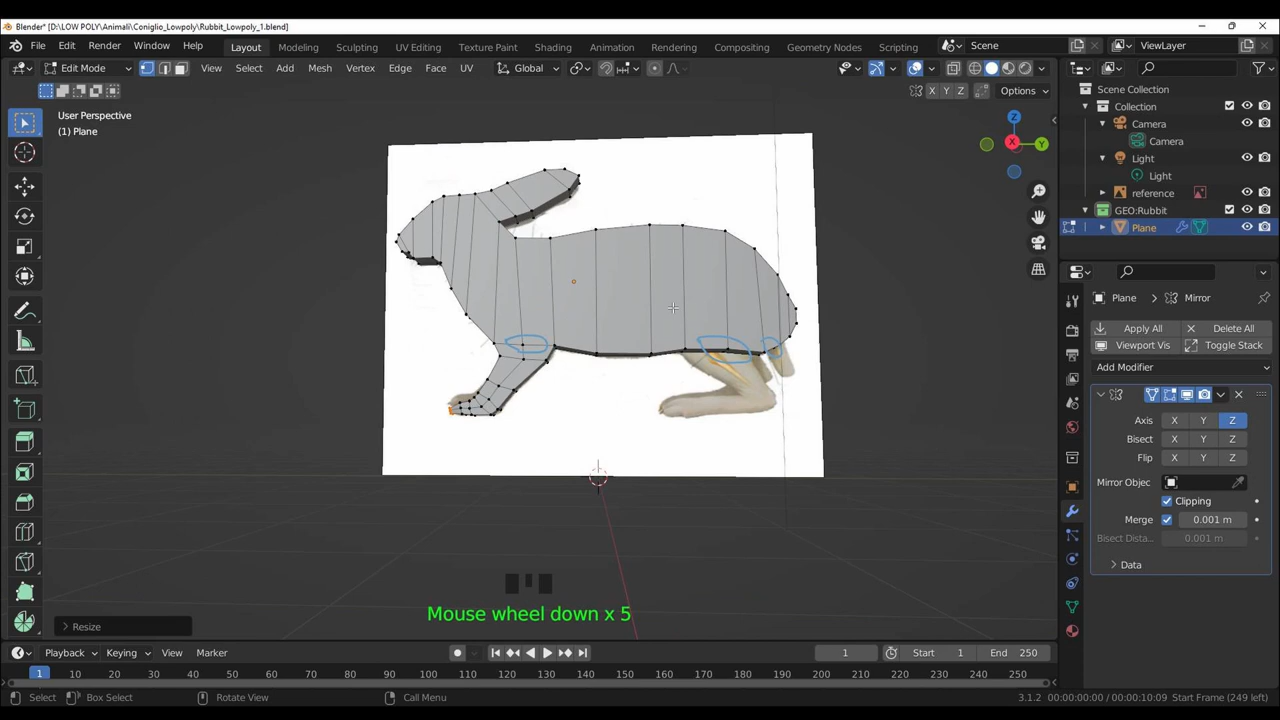 Blender* [D:\LOW POLY\Animali\Coniglio_Lowpoly\Rubbit_Lowpoly_1.blend]
File Edit Render Window Help Layout Modeling Sculpting UV Editing Texture Paint Shading Animation Rendering Compositing Geometry Nodes Scripting Scene ViewLayer
Edit Mode View Select Add Mesh Vertex Edge Face UV Global
X Y Z Options
User Perspective
(1) Plane
Z
X Y
Scene Collection
Collection
Camera
Camera
Light
Light
reference
GEO:Rubbit
Plane
Plane Mirror
Apply All Delete All
Viewport Vis Toggle Stack
Add Modifier
Axis X Y Z
Bisect X Y Z
Flip X Y Z
Mirror Objec
Clipping
Merge 0.001 m
Bisect Dista... 0.001 m
Data
Mouse wheel down x 5
Resize
Playback Keying View Marker 1 Start 1 End 250
1 10 20 30 40 50 60 70 80 90 100 110 120 130 140 150 160 170 180 190 200 210 220 230 240 250
Select Box Select Rotate View Call Menu 3.1.2 00:00:00:00 / 00:00:10:09 Start Frame (249 left)